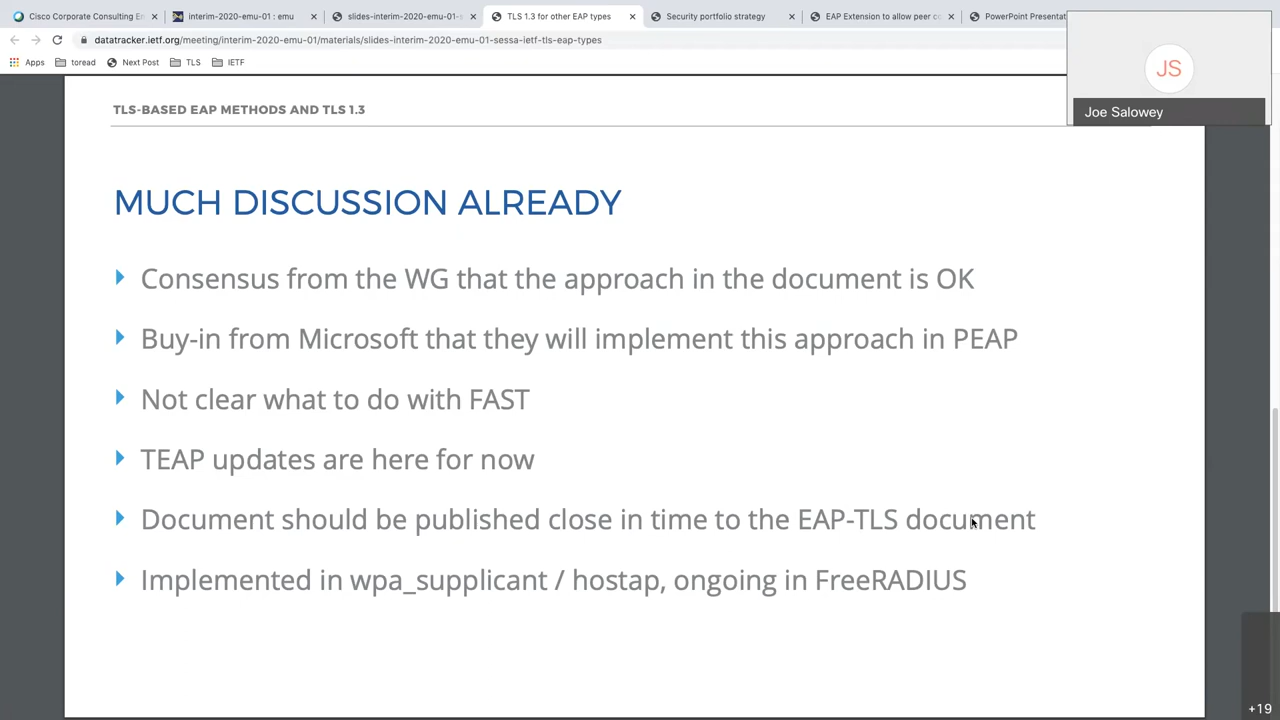 Cisco Corporate Consulting En
interim-2020-emu-01 : emu
slides-interim-2020-emu-01-s
TLS 1.3 for other EAP types
Security portfolio strategy
EAP Extension to allow peer co
PowerPoint Presentat
datatracker.ietf.org/meeting/interim-2020-emu-01/materials/slides-interim-2020-emu-01-sessa-ietf-tls-eap-types
Apps
toread
Next Post
TLS
IETF
JS
Joe Salowey
TLS-BASED EAP METHODS AND TLS 1.3
MUCH DISCUSSION ALREADY
Consensus from the WG that the approach in the document is OK
Buy-in from Microsoft that they will implement this approach in PEAP
Not clear what to do with FAST
TEAP updates are here for now
Document should be published close in time to the EAP-TLS document
Implemented in wpa_supplicant / hostap, ongoing in FreeRADIUS
+19